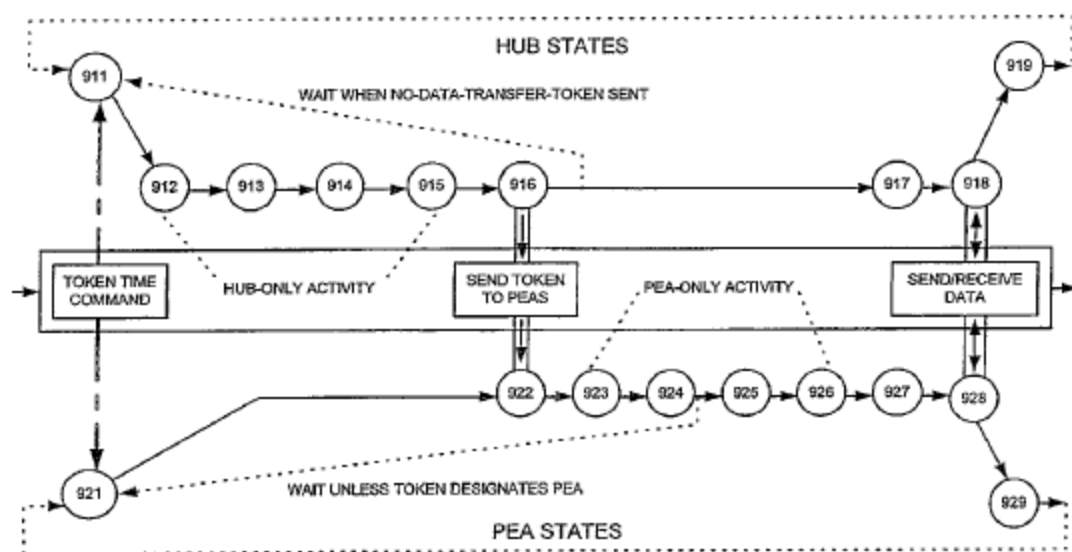 HUB STATES
911
919
WAIT WHEN NO-DATA-TRANSFER-TOKEN SENT
912
913
914
915
916
917
918
TOKEN TIME
COMMAND
HUB-ONLY ACTIVITY
SEND TOKEN
TO PEAS
PEA-ONLY ACTIVITY
SEND/RECEIVE
DATA
922
923
924
925
926
927
928
921
WAIT UNLESS TOKEN DESIGNATES PEA
929
PEA STATES